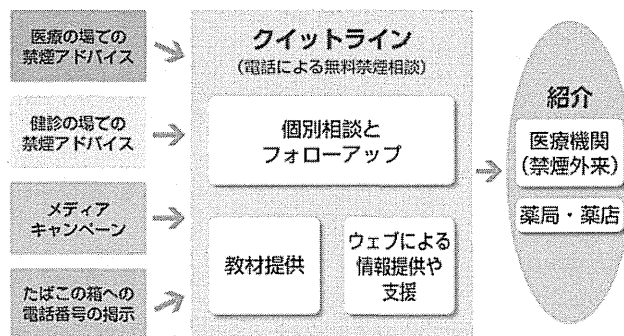 医療の場での
禁煙アドバイス
健診の場での
禁煙アドバイス
メディア
キャンペーン
たばこの箱への
電話番号の掲示
クイットライン
(電話による無料禁煙相談)
個別相談と
フォローアップ
教材提供
ウェブによる
情報提供や
支援
紹介
医療機関
(禁煙外来)
薬局・薬店